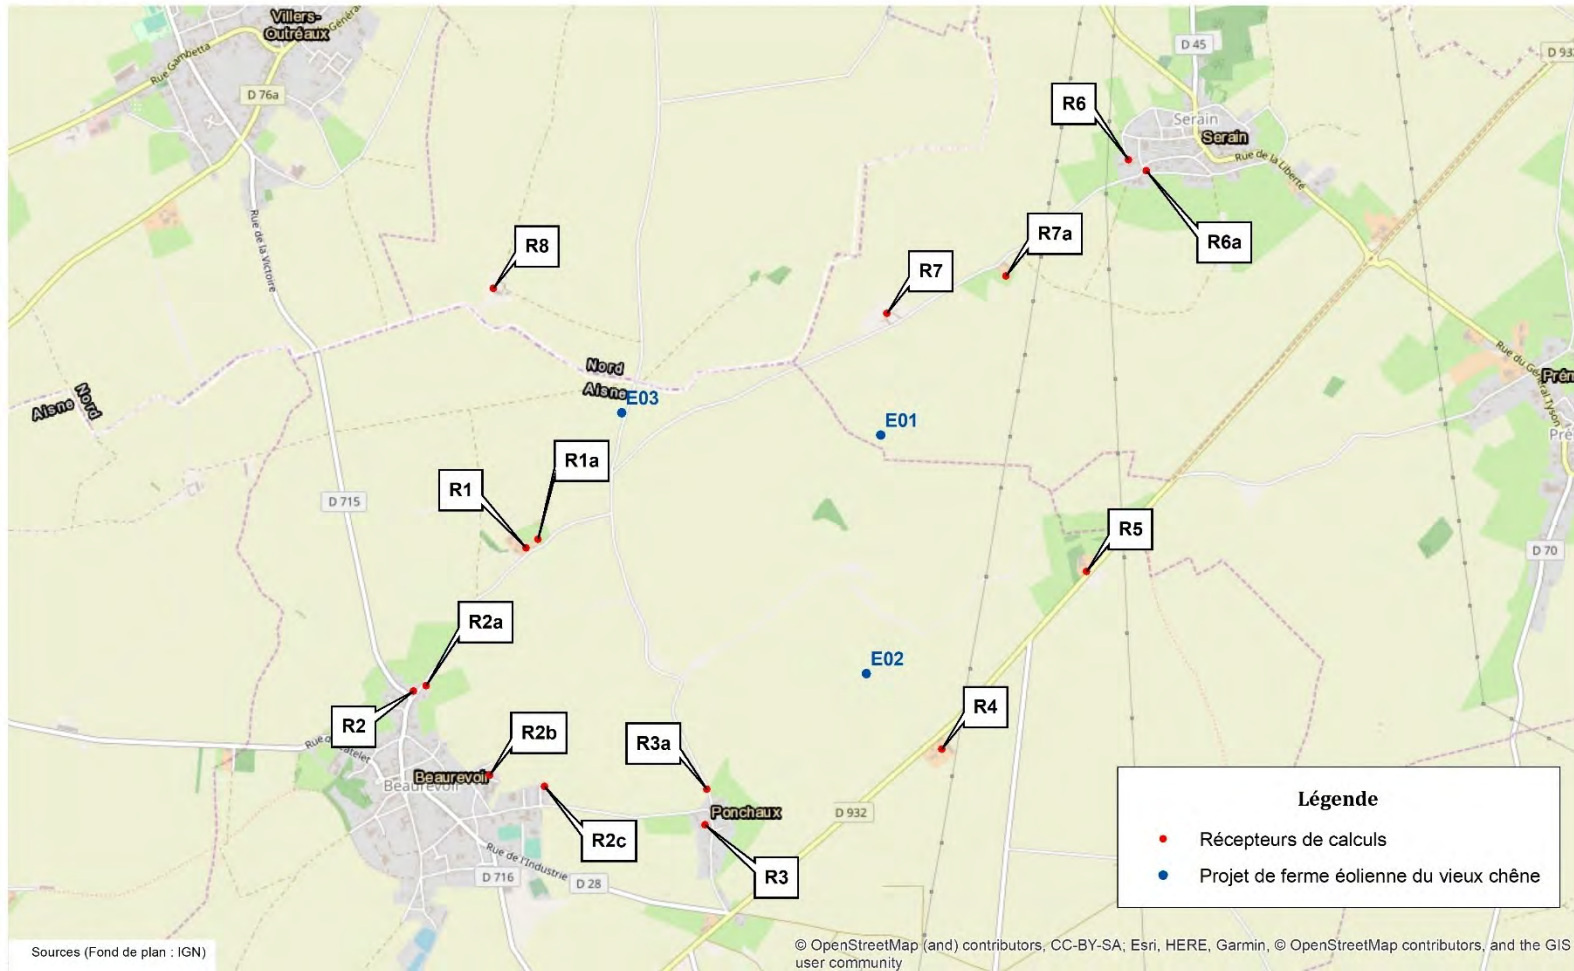 Villers-
Outréaux
Rue Gambetta
D 76a
D 45
D 932
R6
Serain
Serain
Rue de la Liberté
Rue de la Victoire
R8
R7
R7a
R6a
Nord
Aisne
Nord
Aisne
E03
E01
Rue du Général Tyson
Prém
Pré
R1a
R1
D 715
R5
D 70
R2a
E02
R2
R2b
R3a
R4
Beaurevoir
Beaurevoir
Ponchaux
D 932
R2c
Rue de l'Industrie
D 716
D 28
R3
Légende
Récepteurs de calculs
Projet de ferme éolienne du vieux chêne
Sources (Fond de plan : IGN)
© OpenStreetMap (and) contributors, CC-BY-SA; Esri, HERE, Garmin, © OpenStreetMap contributors, and the GIS
user community